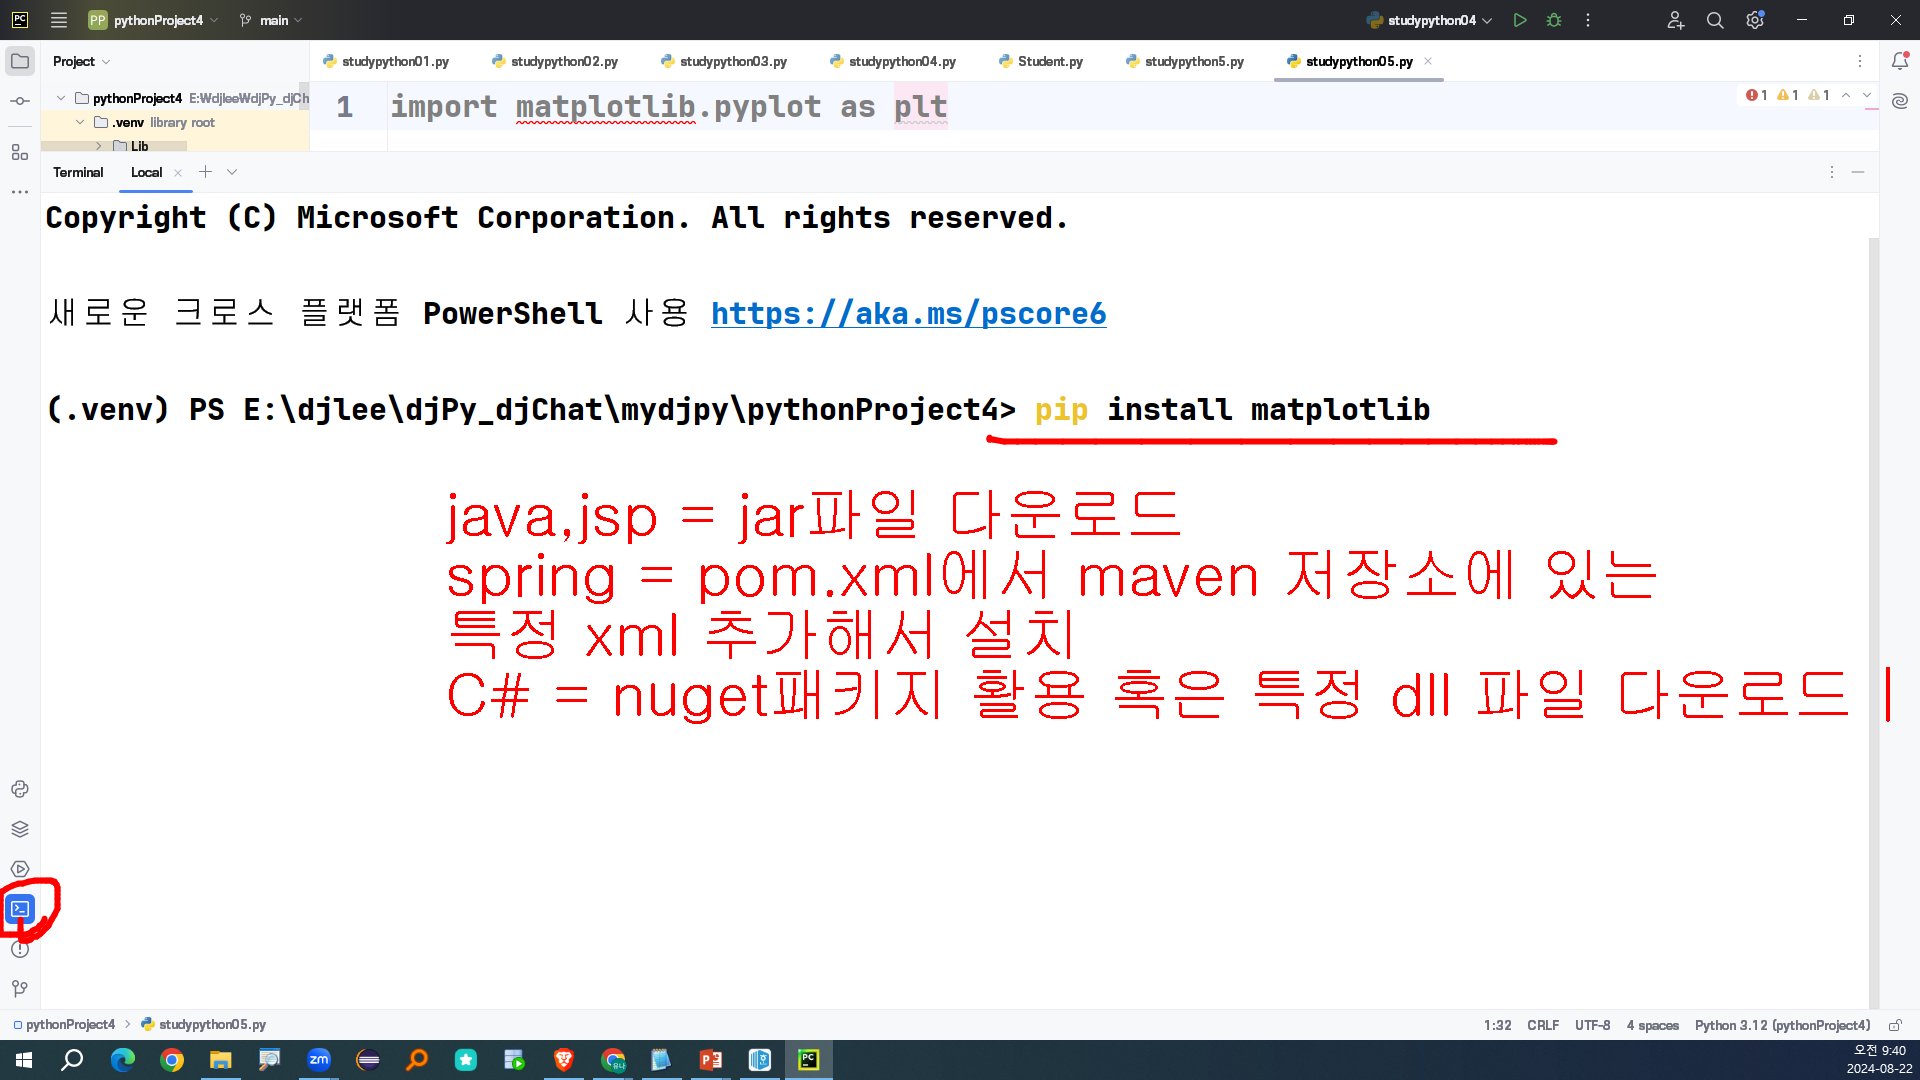 PC
PP pythonProject4
main
studypython04
Project
studypython01.py
studypython02.py
studypython03.py
studypython04.py
Student.py
studypython5.py
studypython05.py
pythonProject4 E:₩djlee₩djPy_djCh
.venv library root
Lib
1 import matplotlib.pyplot as plt
1 1 1
Terminal Local
Copyright (C) Microsoft Corporation. All rights reserved.
새로운 크로스 플랫폼 PowerShell 사용 https://aka.ms/pscore6
(.venv) PS E:\djlee\djPy_djChat\mydjpy\pythonProject4> pip install matplotlib
java,jsp = jar파일 다운로드
spring = pom.xml에서 maven 저장소에 있는
특정 xml 추가해서 설치
C# = nuget패키지 활용 혹은 특정 dll 파일 다운로드
pythonProject4 > studypython05.py
1:32 CRLF UTF-8 4 spaces Python 3.12 (pythonProject4)
zm
PC
오전 9:40
2024-08-22